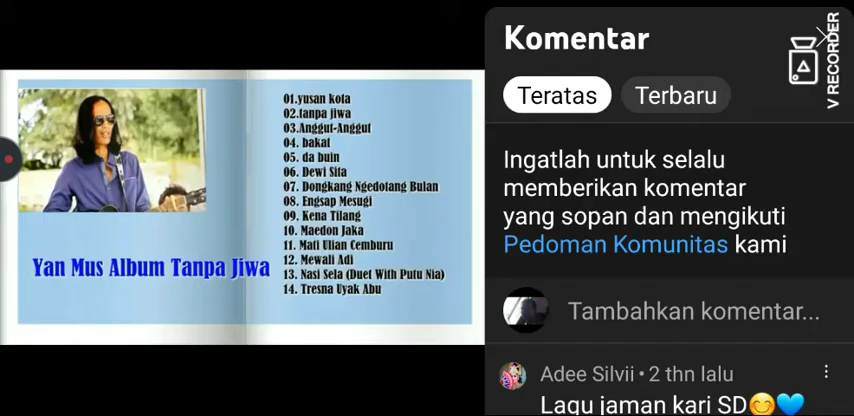 01.yusan kota
02.tanpa jiwa
03.Anggut-Anggut
04. bakat
05. da buin
06. Dewi Sita
07. Dongkang Ngedotang Bulan
08. Engsap Mesugi
09. Kena Tilang
10. Maedon Jaka
11. Mati Ulian Cemburu
12. Mewali Adi
13. Nasi Sela (Duet With Putu Nia)
14. Tresna Uyak Abu
Yan Mus Album Tanpa Jiwa
Komentar
V RECORDER
Teratas
Terbaru
Ingatlah untuk selalu
memberikan komentar
yang sopan dan mengikuti
Pedoman Komunitas kami
Tambahkan komentar...
Adee Silvii • 2 thn lalu
Lagu jaman kari SD😊💙